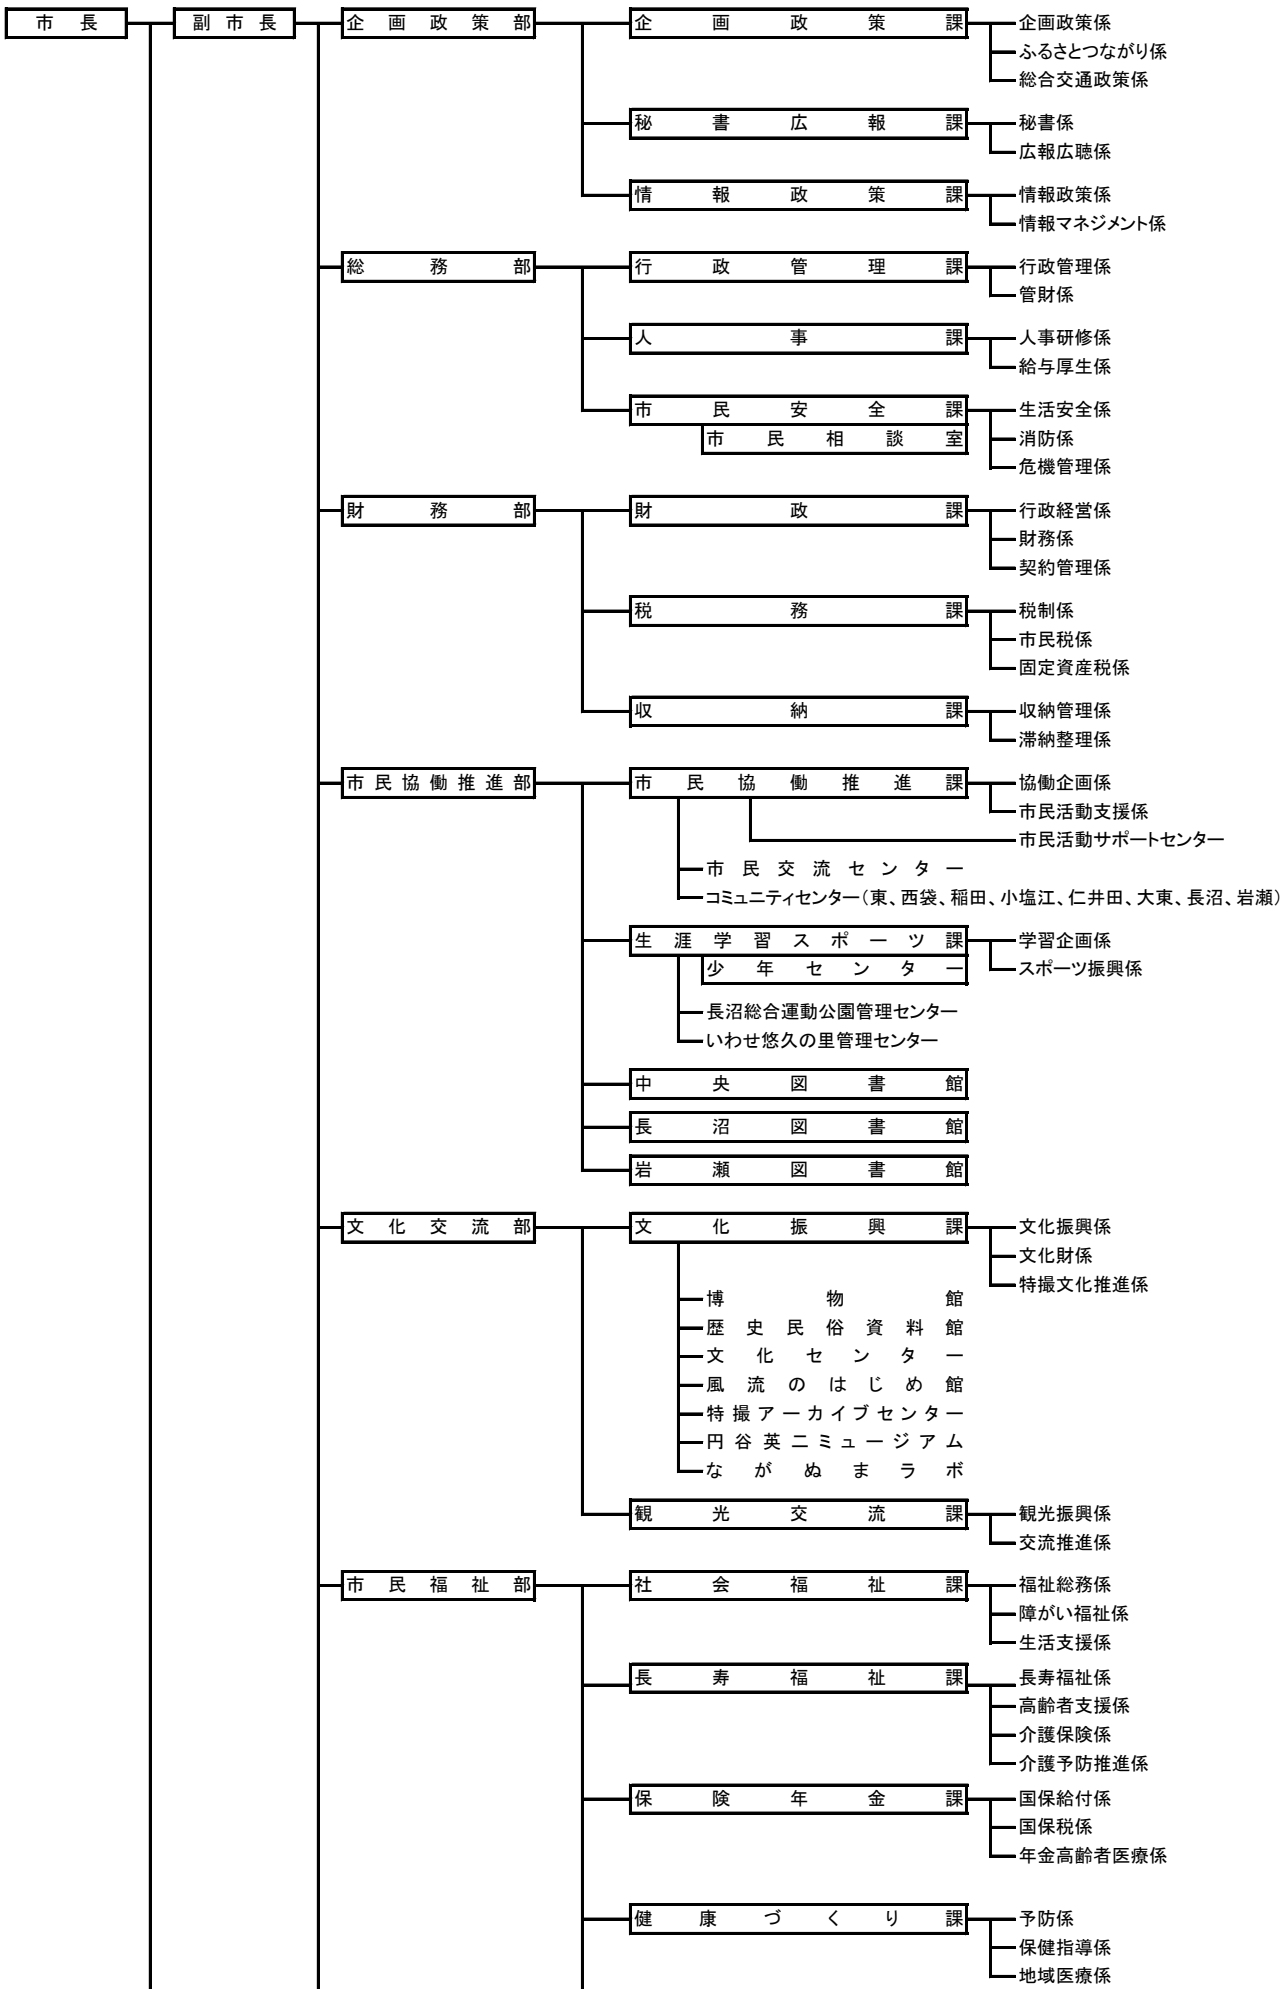 市長 副市長 企画政策部 企画政策課 企画政策係
ふるさとつながり係
総合交通政策係
秘書広報課 秘書係
広報広聴係
情報政策課 情報政策係
情報マネジメント係
総務部 行政管理課 行政管理係
管財係
人事課 人事研修係
給与厚生係
市民安全課 生活安全係
市民相談室 消防係
危機管理係
財務部 財政課 行政経営係
財務係
契約管理係
税務課 税制係
市民税係
固定資産税係
収納課 収納管理係
滞納整理係
市民協働推進部 市民協働推進課 協働企画係
市民活動支援係
市民活動サポートセンター
市民交流センター
コミュニティセンター(東、西袋、稲田、小塩江、仁井田、大東、長沼、岩瀬)
生涯学習スポーツ課 学習企画係
少年センター スポーツ振興係
長沼総合運動公園管理センター
いわせ悠久の里管理センター
中央図書館
長沼図書館
岩瀬図書館
文化交流部 文化振興課 文化振興係
文化財係
特撮文化推進係
博物館
歴史民俗資料館
文化センター
風流のはじめ館
特撮アーカイブセンター
円谷英二ミュージアム
ながぬまラボ
観光交流課 観光振興係
交流推進係
市民福祉部 社会福祉課 福祉総務係
障がい福祉係
生活支援係
長寿福祉課 長寿福祉係
高齢者支援係
介護保険係
介護予防推進係
保険年金課 国保給付係
国保税係
年金高齢者医療係
健康づくり課 予防係
保健指導係
地域医療係